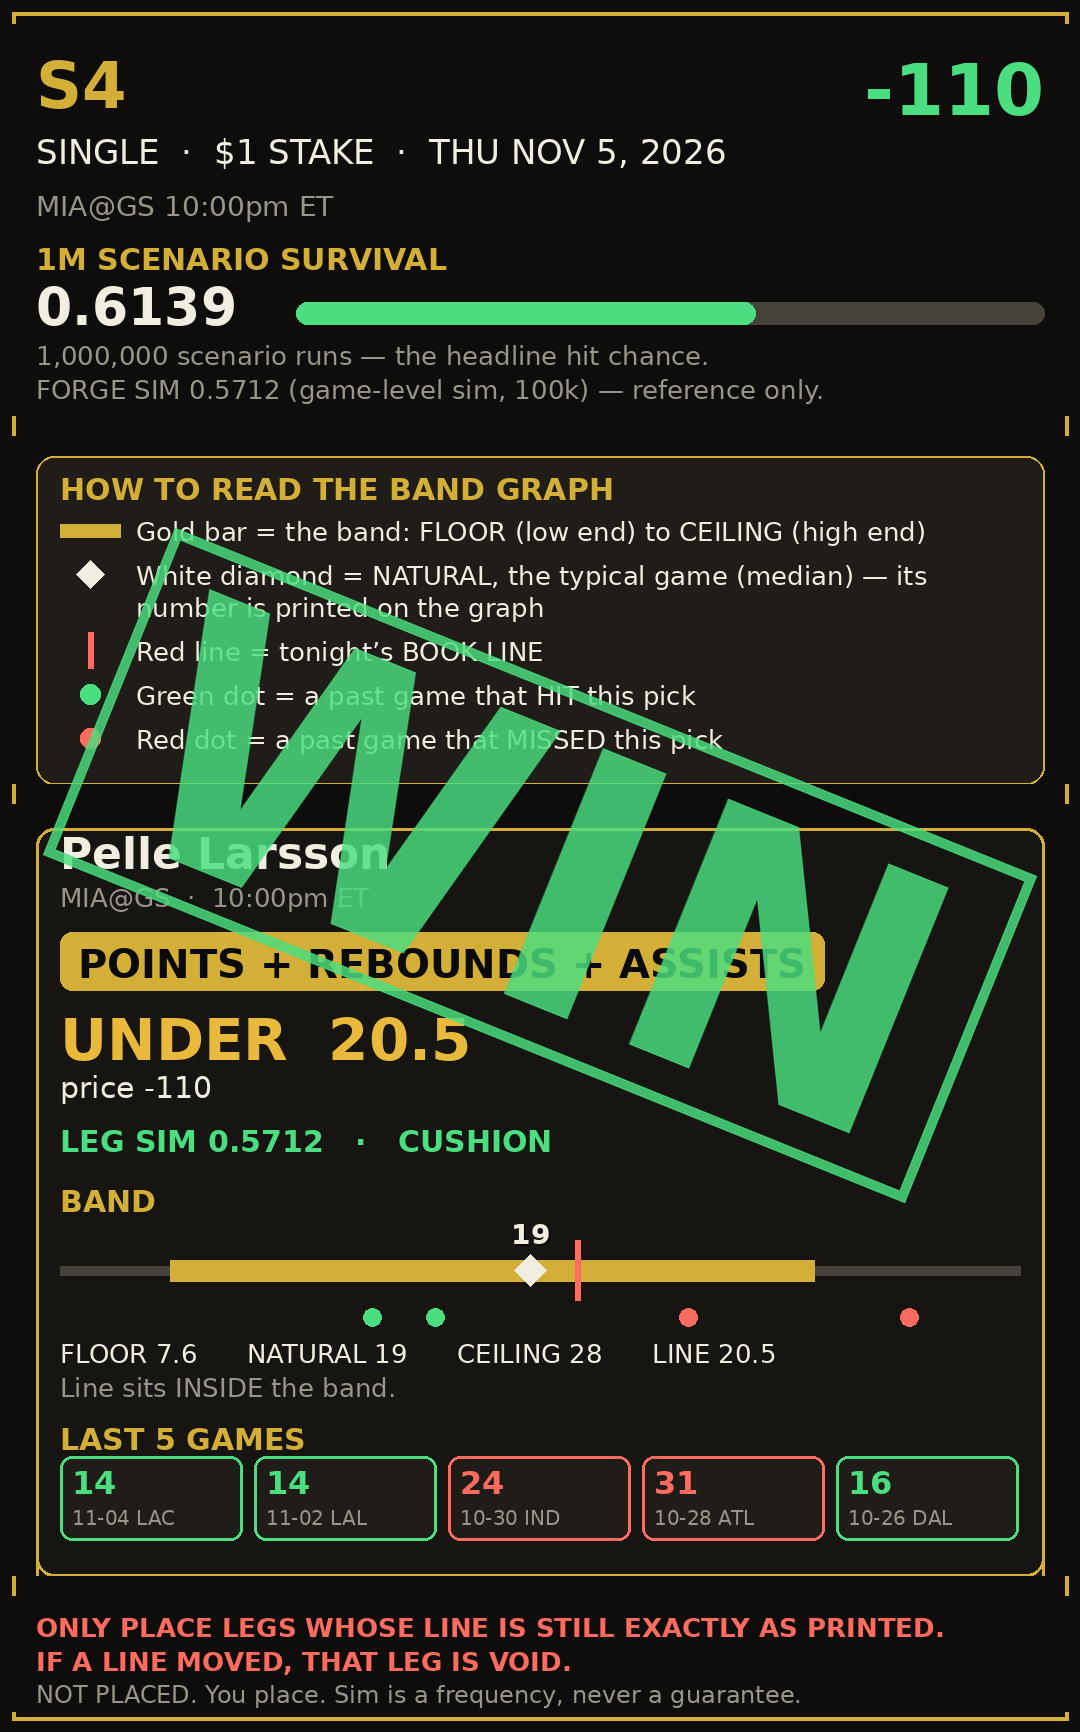 S4
-110
SINGLE · $1 STAKE · THU NOV 5, 2026
MIA@GS 10:00pm ET
1M SCENARIO SURVIVAL
0.6139
1,000,000 scenario runs — the headline hit chance.
FORGE SIM 0.5712 (game-level sim, 100k) — reference only.
HOW TO READ THE BAND GRAPH
Gold bar = the band: FLOOR (low end) to CEILING (high end)
White diamond = NATURAL, the typical game (median) — its
number is printed on the graph
Red line = tonight’s BOOK LINE
Green dot = a past game that HIT this pick
Red dot = a past game that MISSED this pick
WIN
Pelle Larsson
MIA@GS · 10:00pm ET
POINTS + REBOUNDS + ASSISTS
UNDER 20.5
price -110
LEG SIM 0.5712 · CUSHION
BAND
19
FLOOR 7.6 NATURAL 19 CEILING 28 LINE 20.5
Line sits INSIDE the band.
LAST 5 GAMES
14 14 24 31 16
11-04 LAC 11-02 LAL 10-30 IND 10-28 ATL 10-26 DAL
ONLY PLACE LEGS WHOSE LINE IS STILL EXACTLY AS PRINTED.
IF A LINE MOVED, THAT LEG IS VOID.
NOT PLACED. You place. Sim is a frequency, never a guarantee.